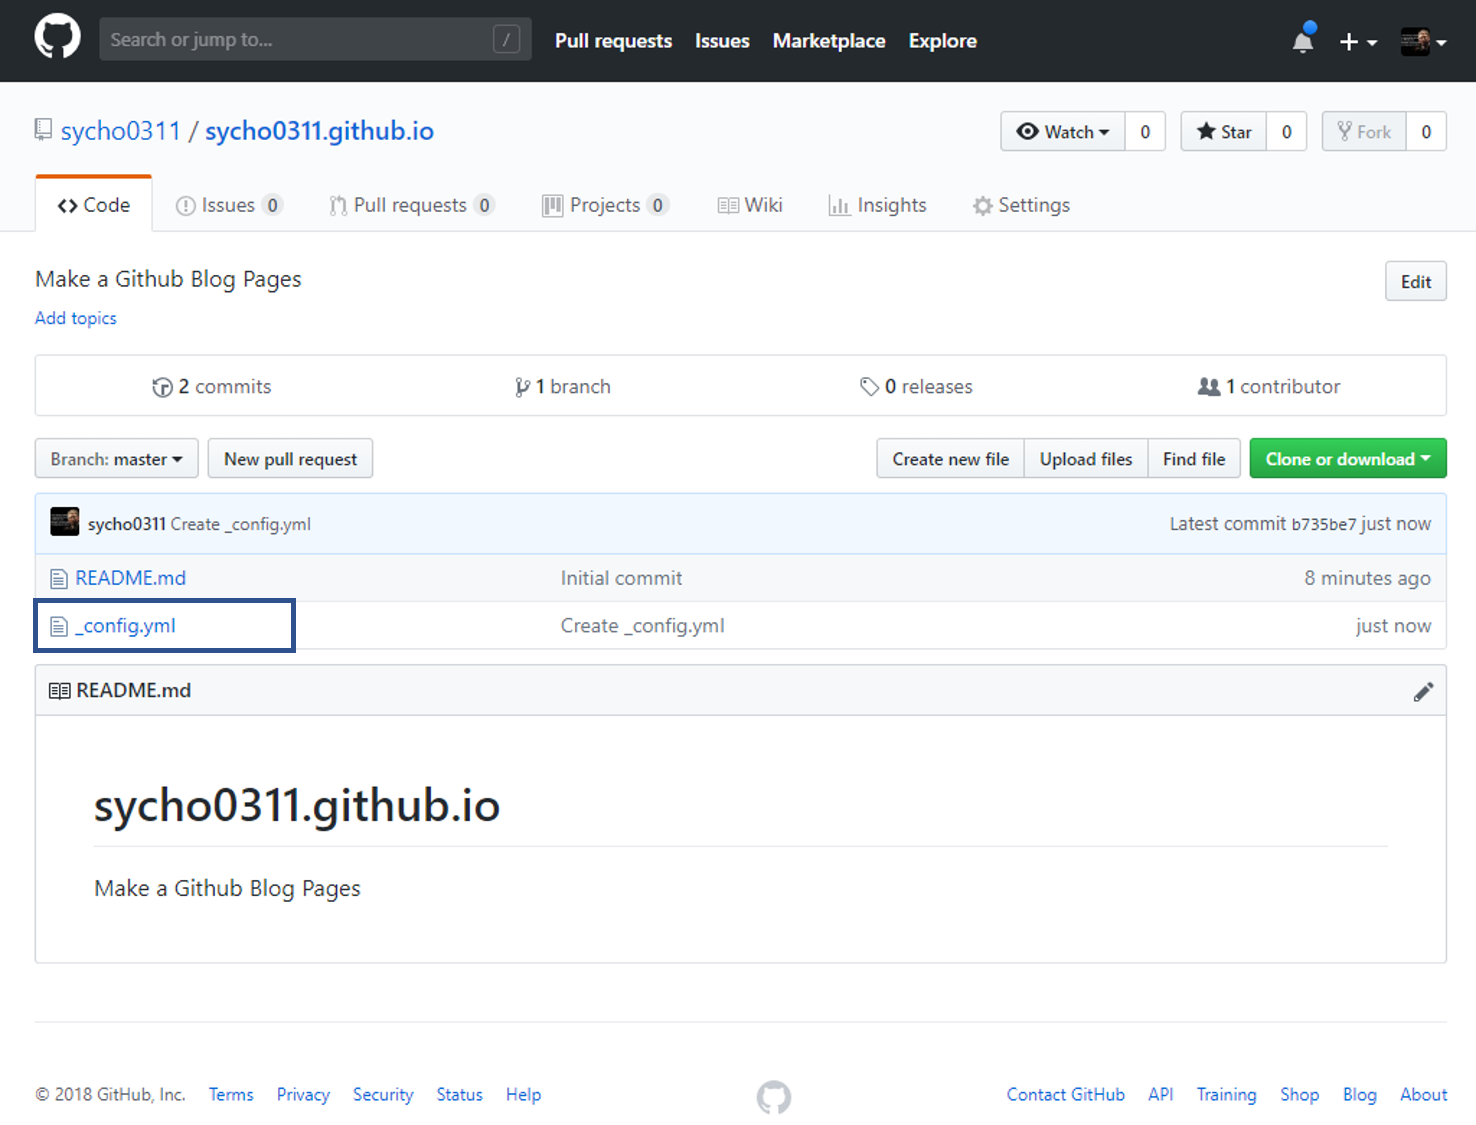 Search or jump to... / Pull requests Issues Marketplace Explore
sycho0311 / sycho0311.github.io Watch 0 Star 0 Fork 0
Code Issues 0 Pull requests 0 Projects 0 Wiki Insights Settings
Make a Github Blog Pages Edit
Add topics
2 commits 1 branch 0 releases 1 contributor
Branch: master New pull request Create new file Upload files Find file Clone or download
sycho0311 Create _config.yml Latest commit b735be7 just now
README.md Initial commit 8 minutes ago
_config.yml Create _config.yml just now
README.md
sycho0311.github.io
Make a Github Blog Pages
© 2018 GitHub, Inc. Terms Privacy Security Status Help Contact GitHub API Training Shop Blog About